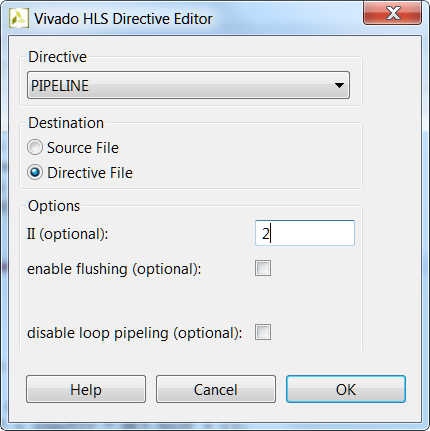 Vivado HLS Directive Editor
Directive
PIPELINE
Destination
Source File
Directive File
Options
II (optional): 2
enable flushing (optional):
disable loop pipeling (optional):
Help Cancel OK